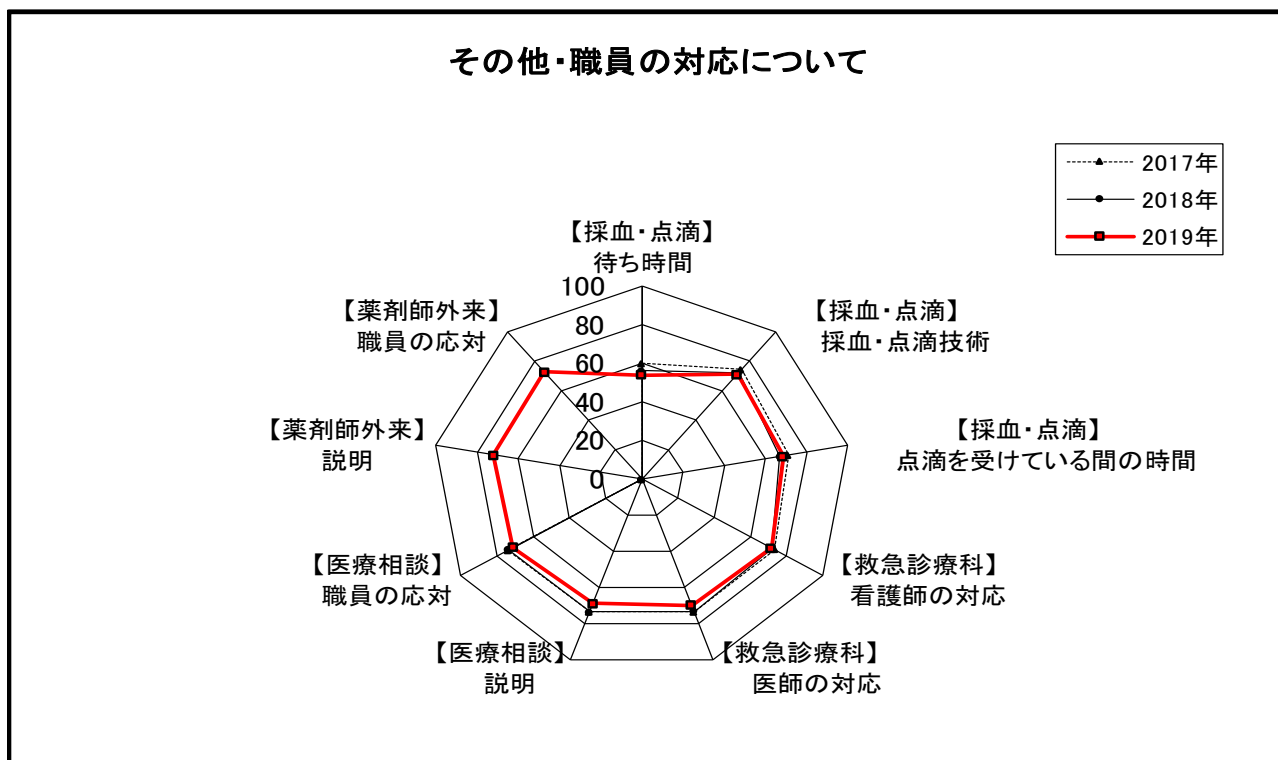 その他・職員の対応について
2017年
2018年
2019年
【採血・点滴】
待ち時間
【採血・点滴】
採血・点滴技術
【採血・点滴】
点滴を受けている間の時間
【救急診療科】
看護師の対応
【救急診療科】
医師の対応
【医療相談】
説明
【医療相談】
職員の応対
【薬剤師外来】
説明
【薬剤師外来】
職員の応対
100
80
60
40
20
0